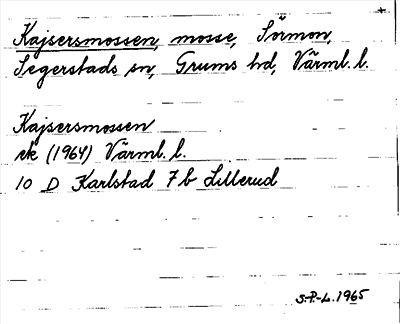 Kajsersmossen, mosse, Sörmon,
Segerstads sn, Grums hd, Värml. l.
Kajsersmossen
ek (1964) Värml. l.
10 D Karlstad 7 b Lillerud
S.P-L. 1965